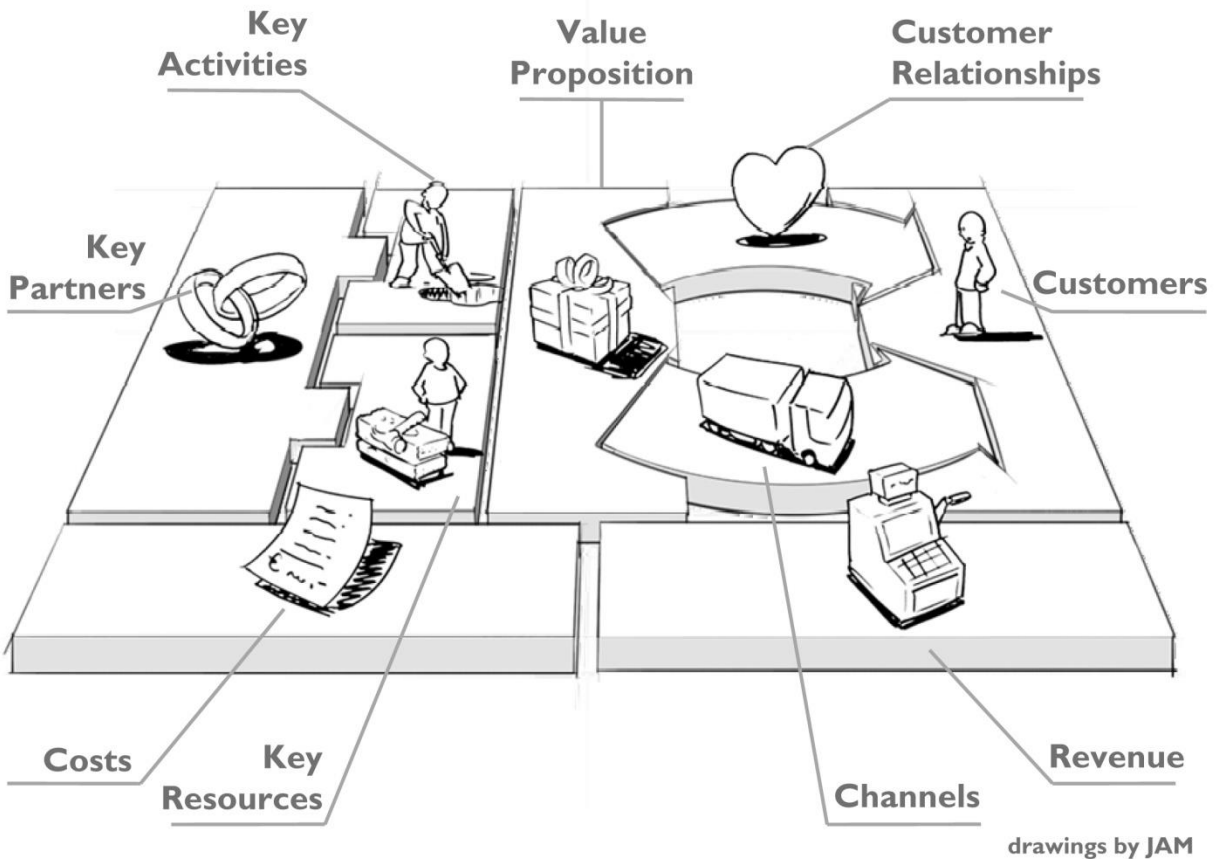 Key
Activities
Value
Proposition
Customer
Relationships
Key
Partners
Customers
Costs
Key
Resources
Channels
Revenue
drawings by JAM